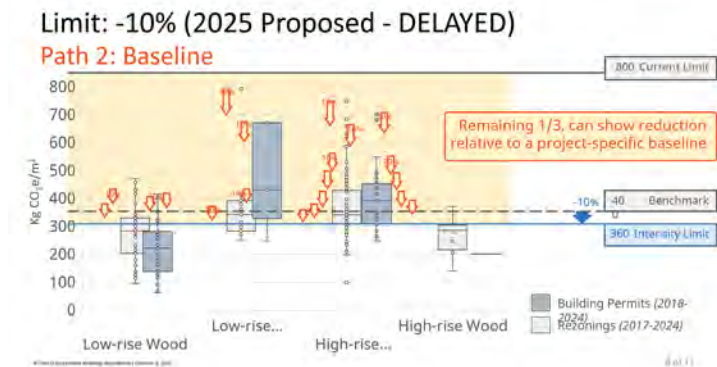 Limit: -10% (2025 Proposed - DELAYED)
Path 2: Baseline
800 Current Limit
800
700
600
500
400
300
200
100
0
Kg CO₂e/m²
Remaining 1/3, can show reduction
relative to a project-specific baseline
-10%
40 Benchmark
0
360 Intensity Limit
Building Permits (2018-
2024)
Rezonings (2017-2024)
Low-rise Wood
Low-rise...
High-rise...
High-rise Wood